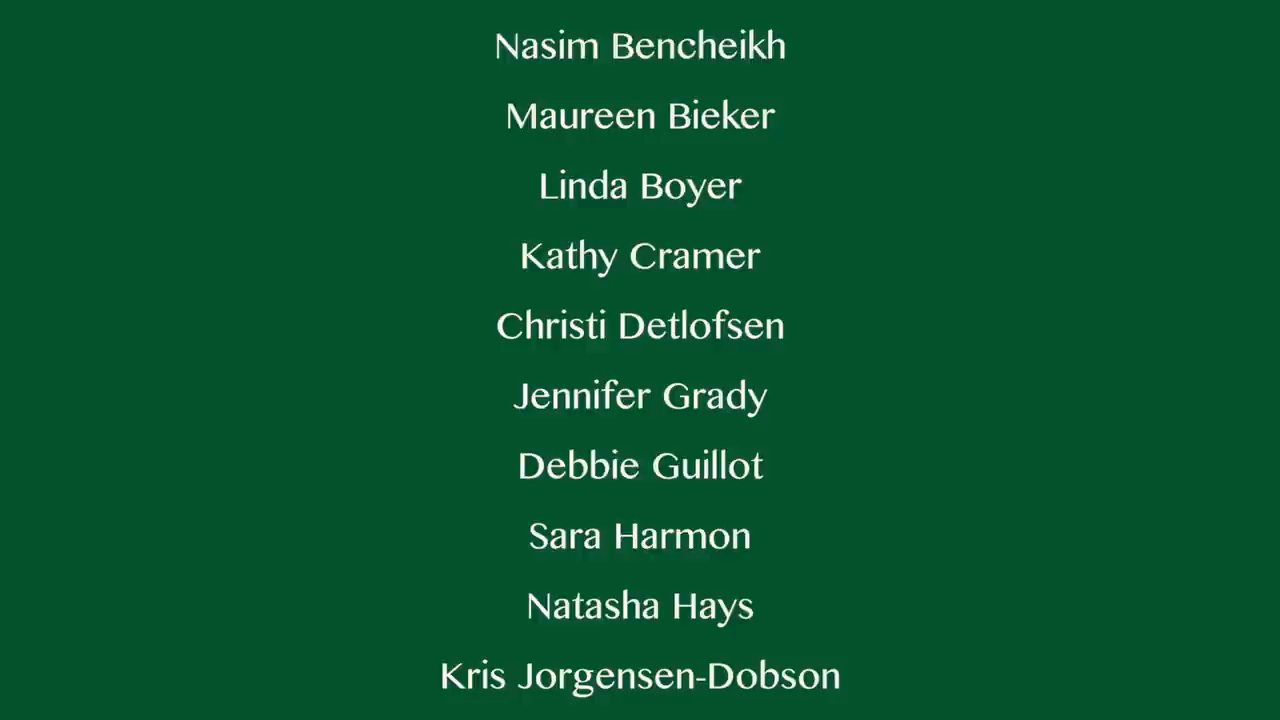 Nasim Bencheikh
Maureen Bieker
Linda Boyer
Kathy Cramer
Christi Detlofsen
Jennifer Grady
Debbie Guillot
Sara Harmon
Natasha Hays
Kris Jorgensen-Dobson